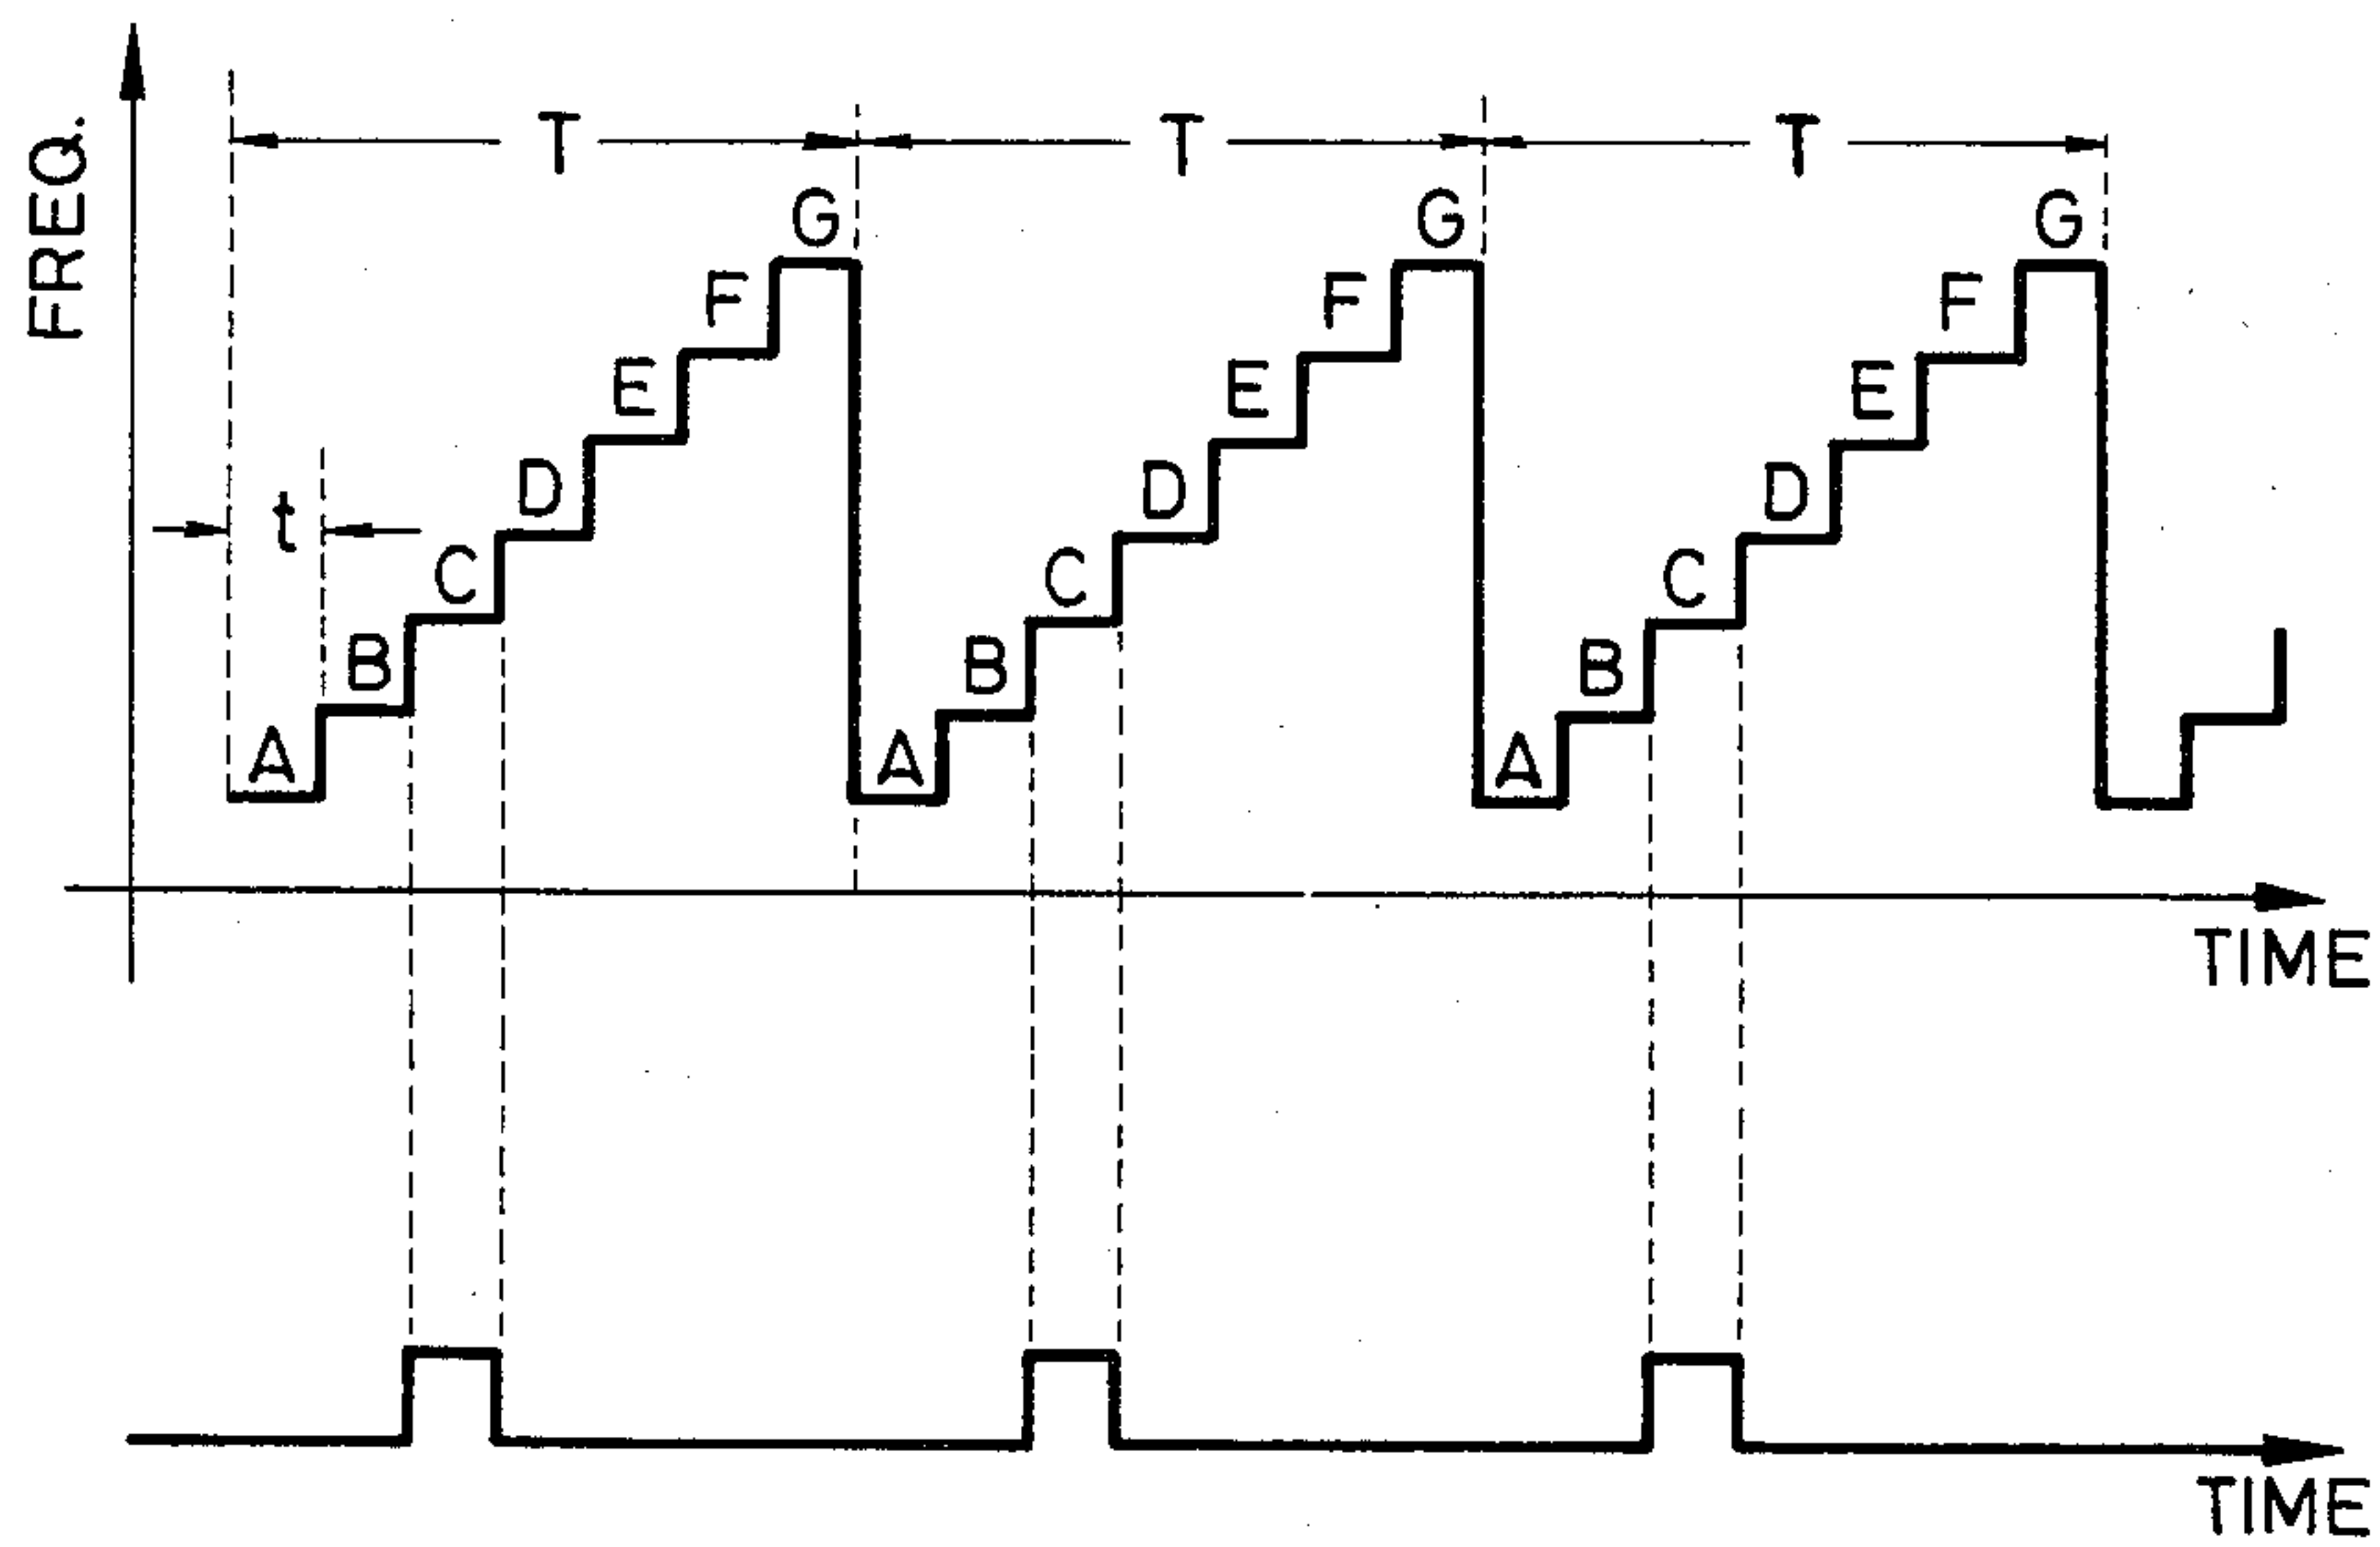 FREQ.
T T T
G G G
F F F
E E E
t D D D
C C C
B B B
A A A
TIME
TIME